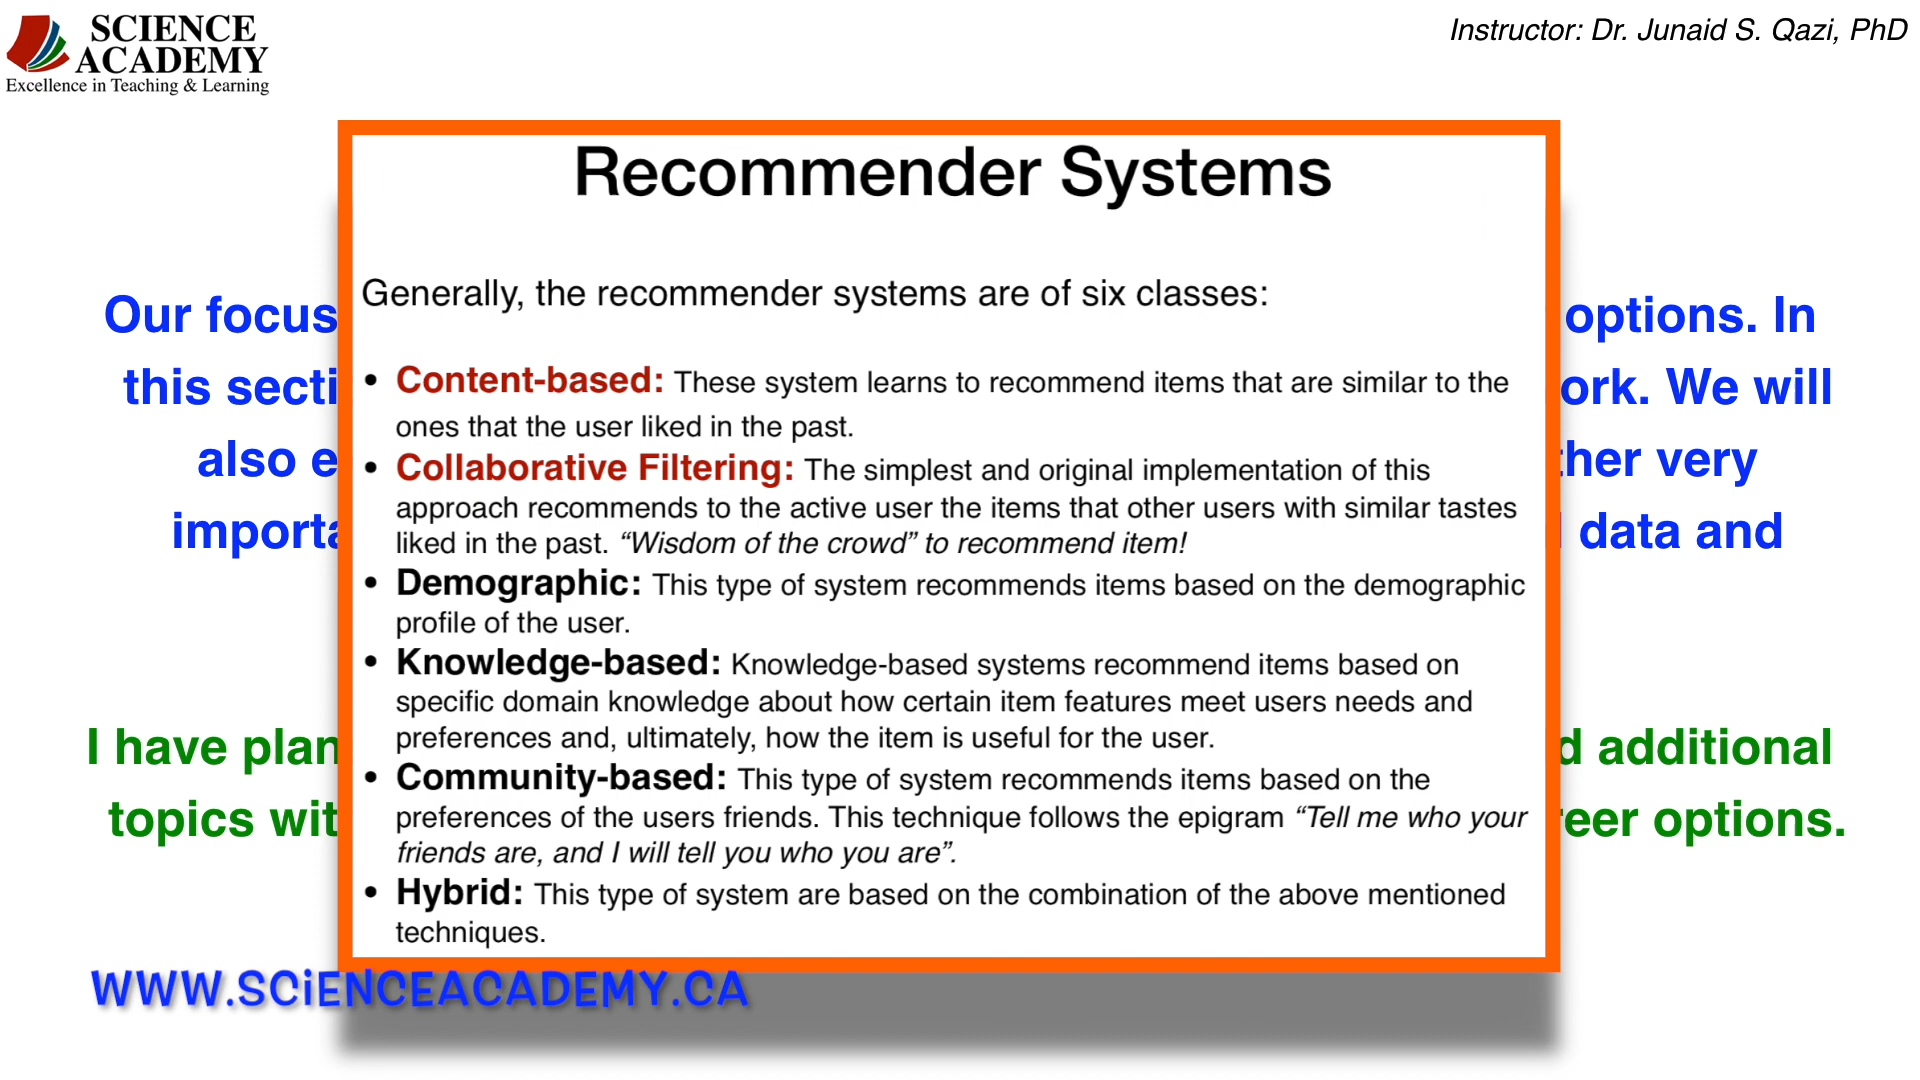 SCIENCE
ACADEMY
Excellence in Teaching & Learning
Instructor: Dr. Junaid S. Qazi, PhD
Recommender Systems
Generally, the recommender systems are of six classes:
• Content-based: These system learns to recommend items that are similar to the
ones that the user liked in the past.
• Collaborative Filtering: The simplest and original implementation of this
approach recommends to the active user the items that other users with similar tastes
liked in the past. “Wisdom of the crowd” to recommend item!
• Demographic: This type of system recommends items based on the demographic
profile of the user.
• Knowledge-based: Knowledge-based systems recommend items based on
specific domain knowledge about how certain item features meet users needs and
preferences and, ultimately, how the item is useful for the user.
• Community-based: This type of system recommends items based on the
preferences of the users friends. This technique follows the epigram “Tell me who your
friends are, and I will tell you who you are”.
• Hybrid: This type of system are based on the combination of the above mentioned
techniques.
Our focus options. In
this We will
also very
data and
I have additional
topics options.
WWW.SCiENCEACADEMY.CA